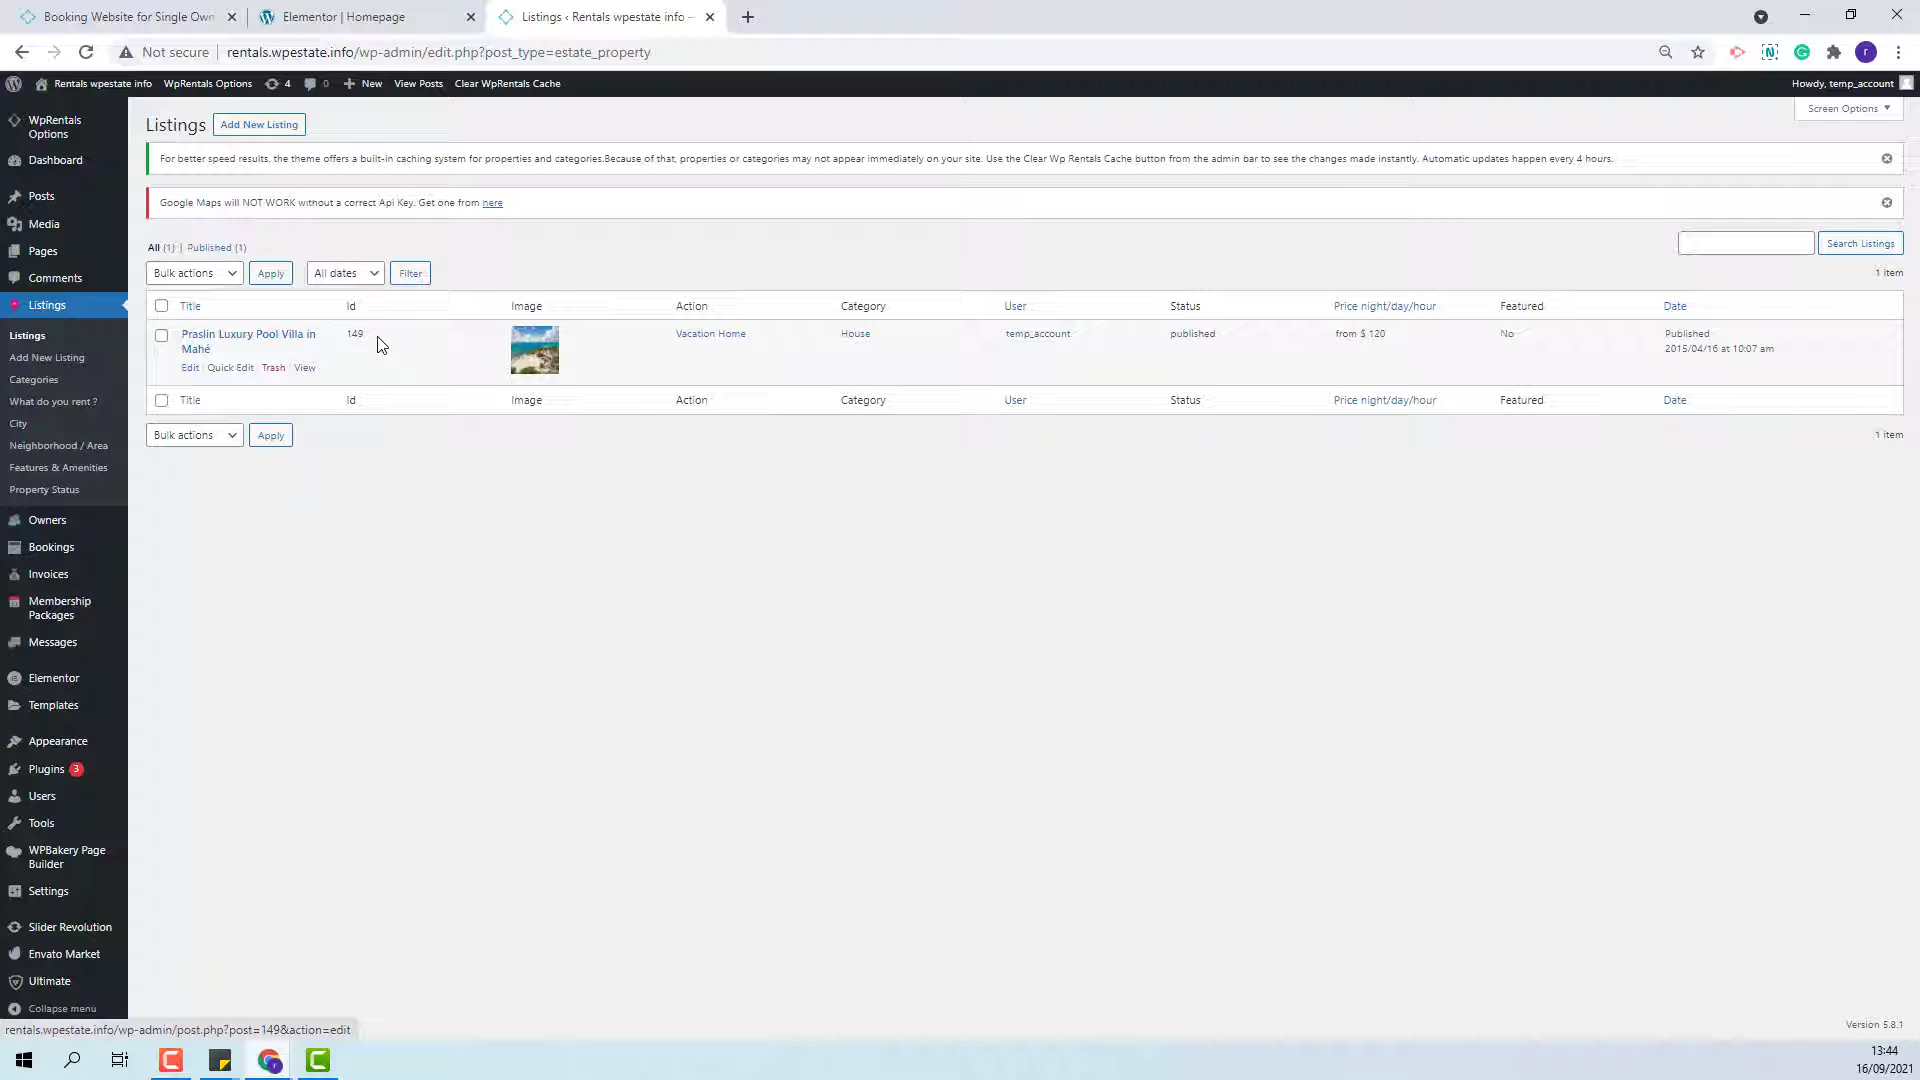 Booking Website for Single Own
Elementor | Homepage
Listings ‹ Rentals wpestate info –
Not secure
rentals.wpestate.info/wp-admin/edit.php?post_type=estate_property
r
Rentals wpestate info
WpRentals Options
4
0
New
View Posts
Clear WpRentals Cache
Howdy, temp_account
WpRentals Options
Dashboard
Posts
Media
Pages
Comments
Listings
Listings
Add New Listing
Categories
What do you rent ?
City
Neighborhood / Area
Features & Amenities
Property Status
Owners
Bookings
Invoices
Membership Packages
Messages
Elementor
Templates
Appearance
Plugins 3
Users
Tools
WPBakery Page Builder
Settings
Slider Revolution
Envato Market
Ultimate
Collapse menu
Screen Options
Listings
Add New Listing
For better speed results, the theme offers a built-in caching system for properties and categories.Because of that, properties or categories may not appear immediately on your site. Use the Clear Wp Rentals Cache button from the admin bar to see the changes made instantly. Automatic updates happen every 4 hours.
Google Maps will NOT WORK without a correct Api Key. Get one from here
All (1) | Published (1)
Search Listings
Bulk actions
Apply
All dates
Filter
1 item
Title Id Image Action Category User Status Price night/day/hour Featured Date
Praslin Luxury Pool Villa in Mahé
149
Vacation Home
House
temp_account
published
from $ 120
No
Published
2015/04/16 at 10:07 am
Edit | Quick Edit | Trash | View
Title Id Image Action Category User Status Price night/day/hour Featured Date
Bulk actions
Apply
1 item
rentals.wpestate.info/wp-admin/post.php?post=149&action=edit
Version 5.8.1
13:44
16/09/2021